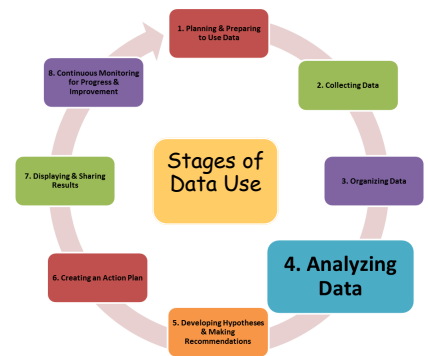 1. Planning & Preparing
to Use Data
2. Collecting Data
3. Organizing Data
4. Analyzing
Data
5. Developing Hypotheses
& Making
Recommendations
6. Creating an Action Plan
7. Displaying & Sharing
Results
8. Continuous Monitoring
for Progress &
Improvement
Stages of
Data Use